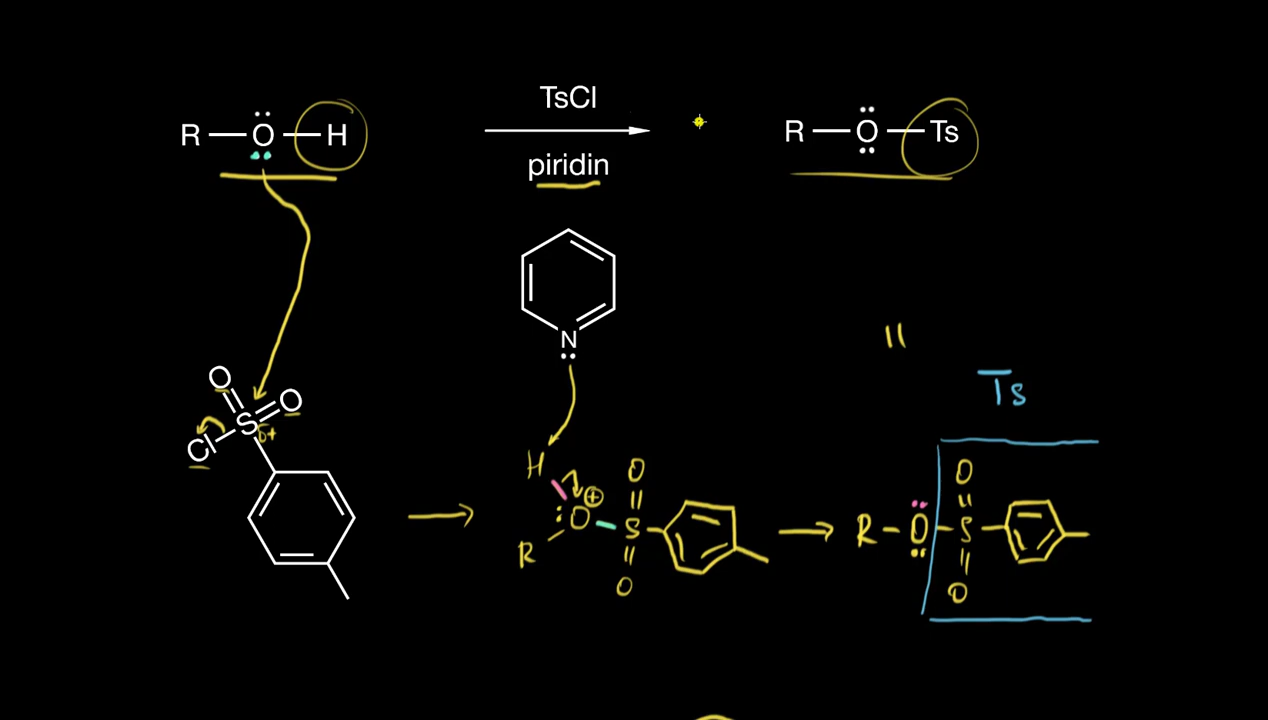 TsCl
R—O—H
R—O—Ts
piridin
N
"
Ts
O
O
S
δ+
Cl
H
O
O
⊕
O
S
R
O
R-O-S
O